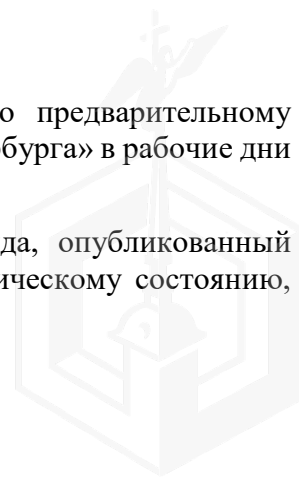 о предварительному
бурга» в рабочие дни
да, опубликованный
ическому состоянию,